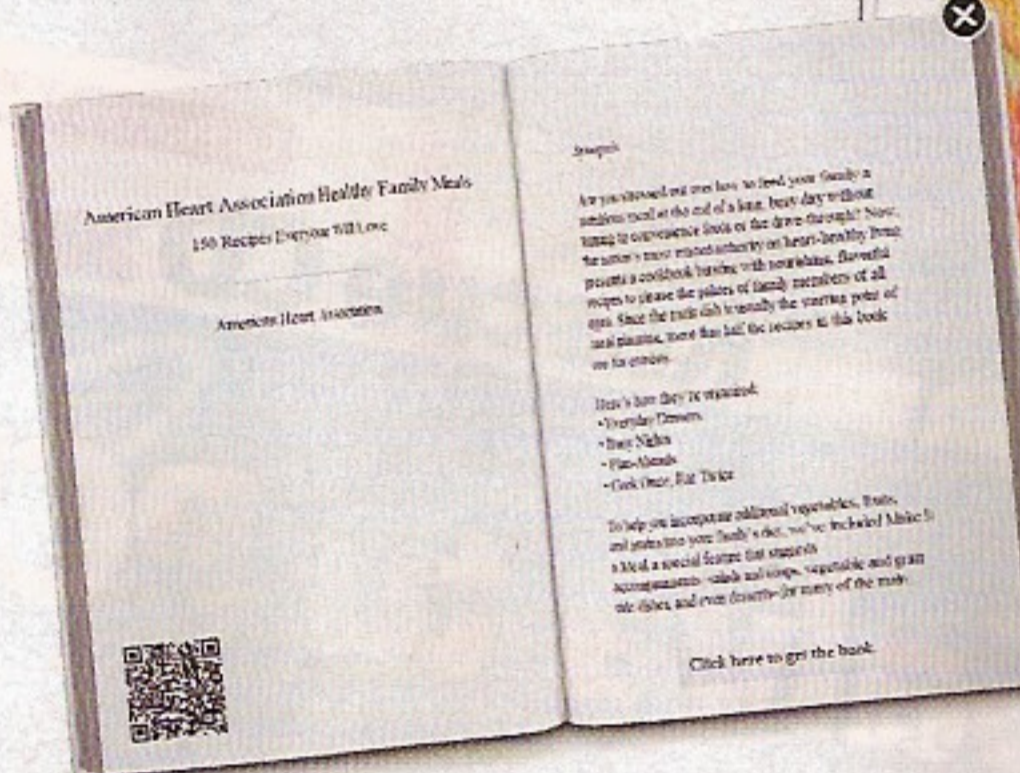 American Heart Association Healthy Family Meals
150 Recipes Everyone Will Love
American Heart Association
Synopsis
Are you stressed out over how to feed your family a
nutritious meal at the end of a long, busy day without
turning to convenience foods or the drive-through? Now,
the nation's most trusted authority on heart-healthy living
presents a cookbook bursting with nourishing, flavorful
recipes to please the palates of family members of all
ages. Since the main dish is usually the starting point of
meal planning, more than half the recipes in this book
are for entrées.
Here's how they're organized:
• Everyday Dinners
• Busy Nights
• Plan-Aheads
• Cook Once, Eat Twice
To help you incorporate additional vegetables, fruits,
and grains into your family's diet, we've included Make It
a Meal, a special feature that suggests
accompaniments-salads and soups, vegetable and grain
side dishes, and even desserts-for many of the main
Click here to get the book.